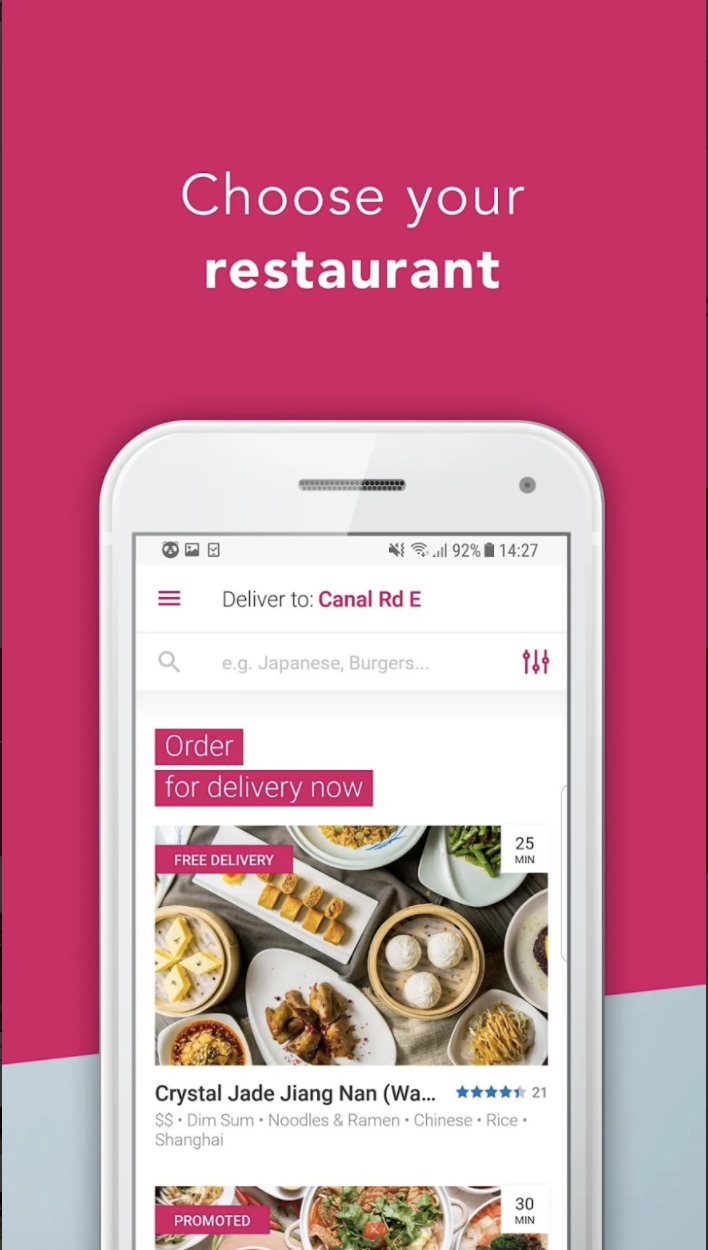 Choose your
restaurant
92% 14:27
Deliver to: Canal Rd E
e.g. Japanese, Burgers...
Order
for delivery now
FREE DELIVERY
25
MIN
Crystal Jade Jiang Nan (Wa... 21
$$ • Dim Sum • Noodles & Ramen • Chinese • Rice •
Shanghai
PROMOTED
30
MIN